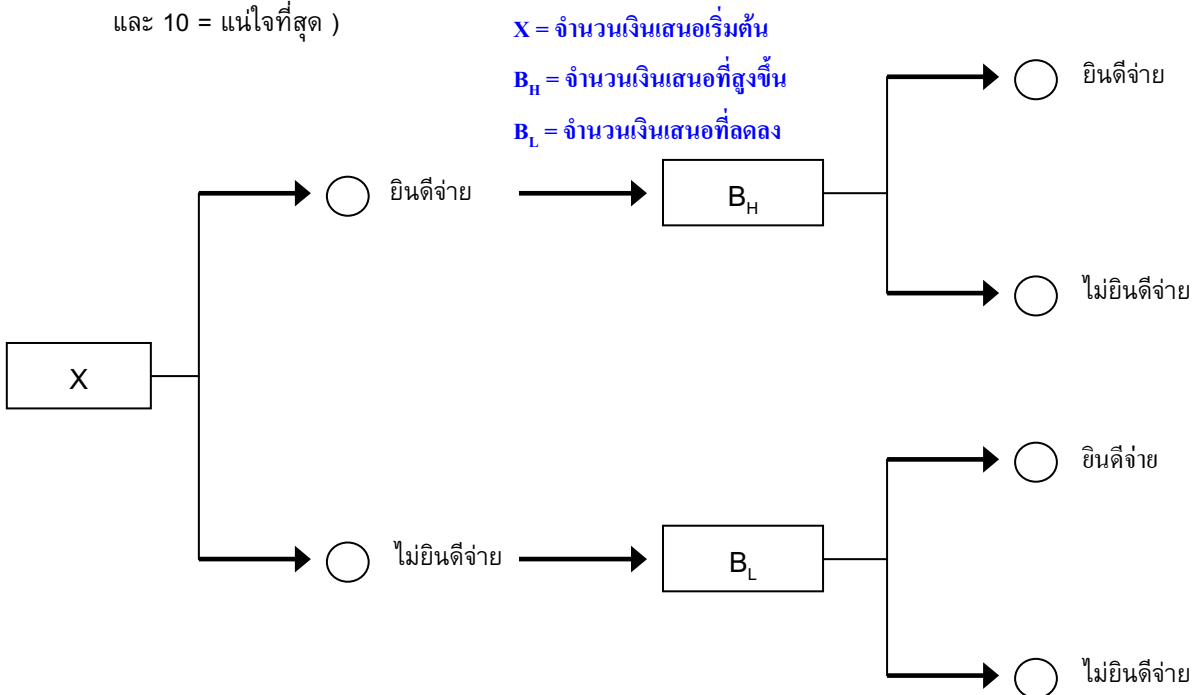 และ 10 = แน่ใจที่สุด )
X = จำนวนเงินเสนอเริ่มต้น
B_H = จำนวนเงินเสนอที่สูงขึ้น
B_L = จำนวนเงินเสนอที่ลดลง
ยินดีจ่าย
ยินดีจ่าย
B_H
ไม่ยินดีจ่าย
X
ยินดีจ่าย
ไม่ยินดีจ่าย
B_L
ไม่ยินดีจ่าย